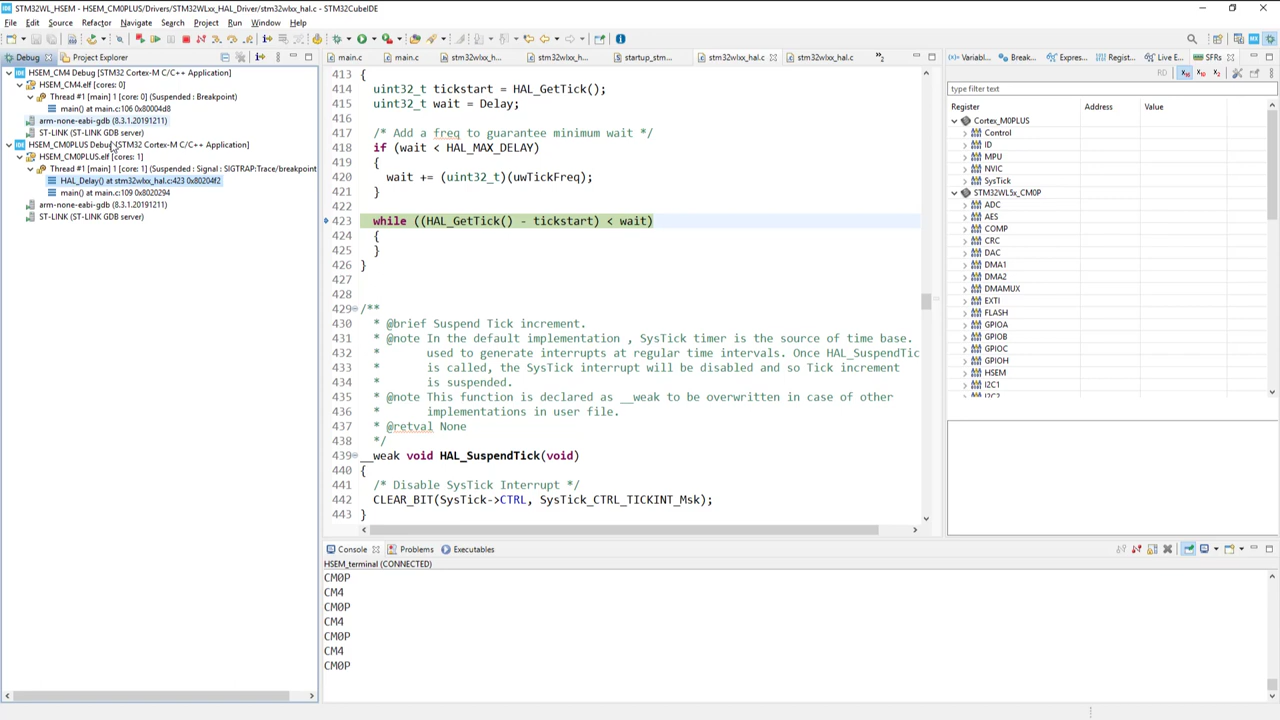 STM32WL_HSEM - HSEM_CM0PLUS/Drivers/STM32WLxx_HAL_Driver/stm32wlxx_hal.c - STM32CubeIDE
File Edit Source Refactor Navigate Search Project Run Window Help
Debug Project Explorer
HSEM_CM4 Debug [STM32 Cortex-M C/C++ Application]
HSEM_CM4.elf [cores: 0]
Thread #1 [main] 1 [core: 0] (Suspended : Breakpoint)
main() at main.c:106 0x80004d8
arm-none-eabi-gdb (8.3.1.20191211)
ST-LINK (ST-LINK GDB server)
HSEM_CM0PLUS Debug [STM32 Cortex-M C/C++ Application]
HSEM_CM0PLUS.elf [cores: 1]
Thread #1 [main] 1 [core: 1] (Suspended : Signal : SIGTRAP:Trace/breakpoint
HAL_Delay() at stm32wlxx_hal.c:423 0x80204f2
main() at main.c:109 0x8020294
arm-none-eabi-gdb (8.3.1.20191211)
ST-LINK (ST-LINK GDB server)
main.c main.c stm32wlxx_h... stm32wlxx_h... startup_stm... stm32wlxx_hal.c stm32wlxx_hal.c
413 {
414 uint32_t tickstart = HAL_GetTick();
415 uint32_t wait = Delay;
416
417 /* Add a freq to guarantee minimum wait */
418 if (wait < HAL_MAX_DELAY)
419 {
420 wait += (uint32_t)(uwTickFreq);
421 }
422
423 while ((HAL_GetTick() - tickstart) < wait)
424 {
425 }
426 }
427
428
429 /**
430 * @brief Suspend Tick increment.
431 * @note In the default implementation , SysTick timer is the source of time base.
432 * used to generate interrupts at regular time intervals. Once HAL_SuspendTic
433 * is called, the SysTick interrupt will be disabled and so Tick increment
434 * is suspended.
435 * @note This function is declared as __weak to be overwritten in case of other
436 * implementations in user file.
437 * @retval None
438 */
439 __weak void HAL_SuspendTick(void)
440 {
441 /* Disable SysTick Interrupt */
442 CLEAR_BIT(SysTick->CTRL, SysTick_CTRL_TICKINT_Msk);
443 }
Variabl... Break... Expres... Regist... Live E... SFRs
RD
type filter text
Register Address Value
Cortex_M0PLUS
Control
ID
MPU
NVIC
SysTick
STM32WL5x_CM0P
ADC
AES
COMP
CRC
DAC
DMA1
DMA2
DMAMUX
EXTI
FLASH
GPIOA
GPIOB
GPIOC
GPIOH
HSEM
I2C1
I2C2
Console Problems Executables
HSEM_terminal (CONNECTED)
CM0P
CM4
CM0P
CM4
CM0P
CM4
CM0P